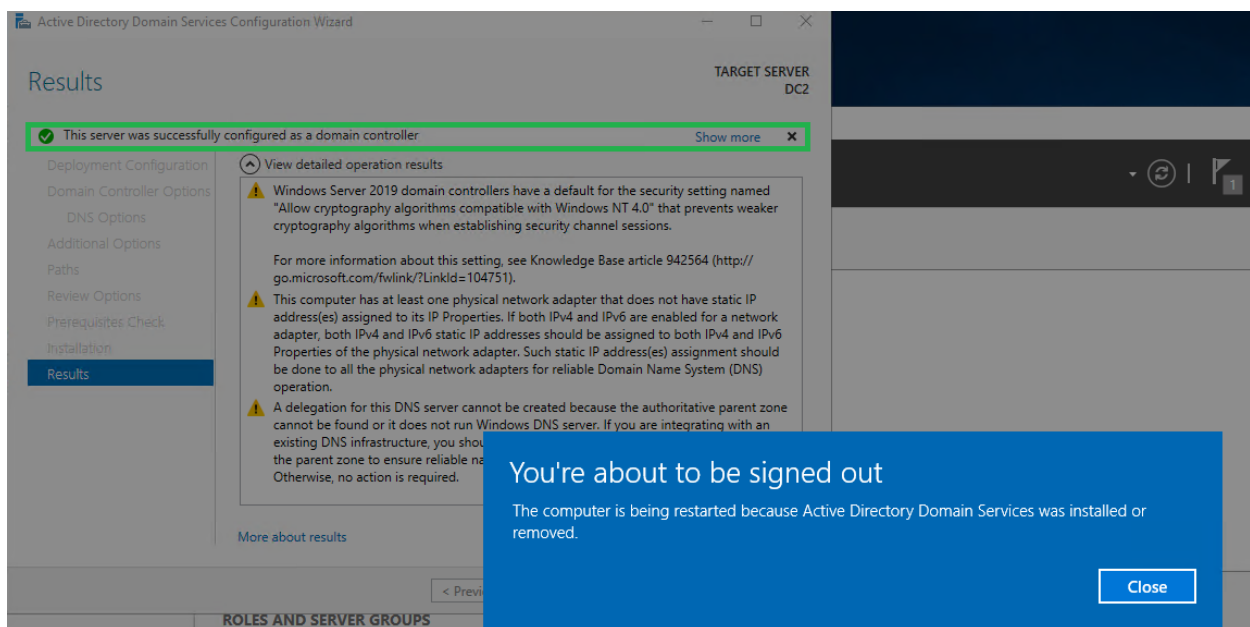 Active Directory Domain Services Configuration Wizard
Results
TARGET SERVER
DC2
This server was successfully configured as a domain controller
Show more
Deployment Configuration
Domain Controller Options
DNS Options
Additional Options
Paths
Review Options
Prerequisites Check
Installation
Results
View detailed operation results
Windows Server 2019 domain controllers have a default for the security setting named
"Allow cryptography algorithms compatible with Windows NT 4.0" that prevents weaker
cryptography algorithms when establishing security channel sessions.
For more information about this setting, see Knowledge Base article 942564 (http://
go.microsoft.com/fwlink/?LinkId=104751).
This computer has at least one physical network adapter that does not have static IP
address(es) assigned to its IP Properties. If both IPv4 and IPv6 are enabled for a network
adapter, both IPv4 and IPv6 static IP addresses should be assigned to both IPv4 and IPv6
Properties of the physical network adapter. Such static IP address(es) assignment should
be done to all the physical network adapters for reliable Domain Name System (DNS)
operation.
A delegation for this DNS server cannot be created because the authoritative parent zone
cannot be found or it does not run Windows DNS server. If you are integrating with an
existing DNS infrastructure, you
the parent zone to ensure reliable
Otherwise, no action is required.
More about results
<
ROLES AND SERVER GROUPS
1
You're about to be signed out
The computer is being restarted because Active Directory Domain Services was installed or
removed.
Close